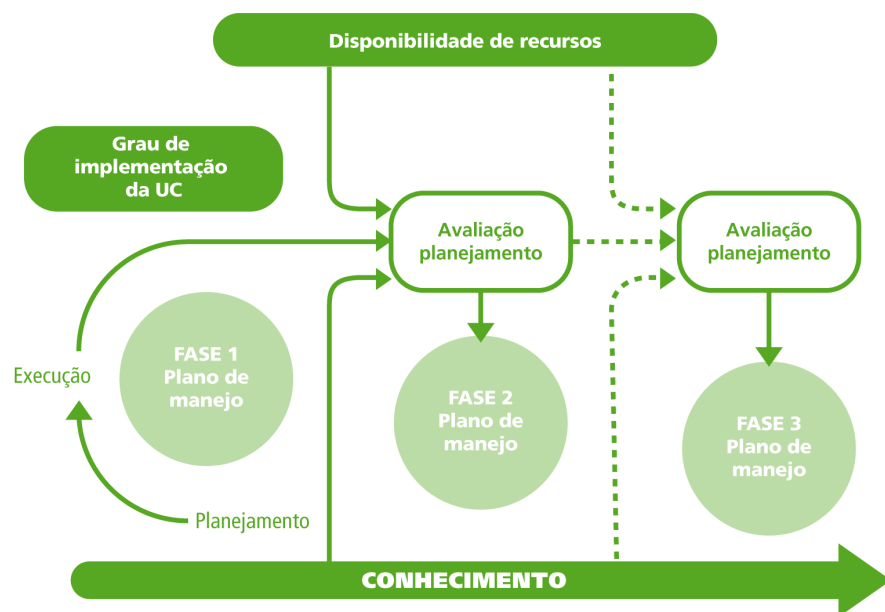 Disponibilidade de recursos
Grau de
implementação
da UC
Avaliação
planejamento
Avaliação
planejamento
FASE 1
Plano de
manejo
Execução
FASE 2
Plano de
manejo
FASE 3
Plano de
manejo
Planejamento
CONHECIMENTO